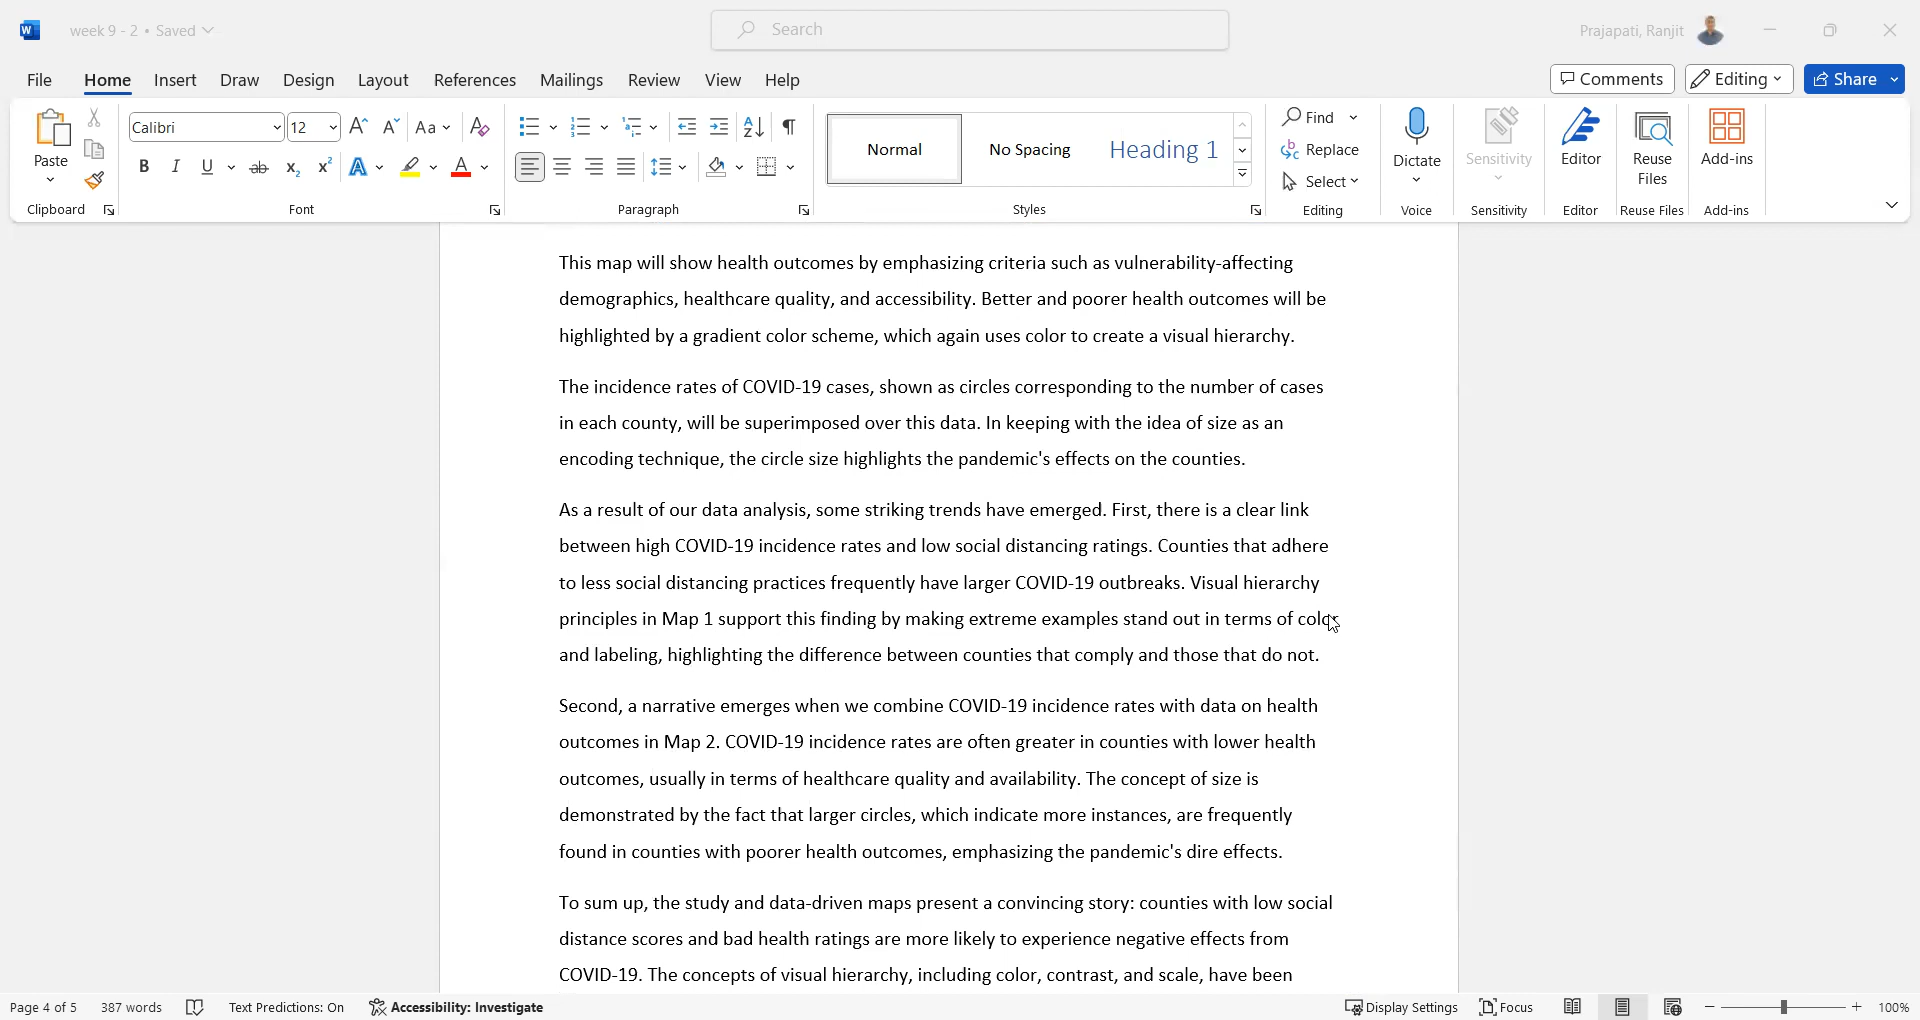 week 9 - 2 • Saved
Search
Prajapati, Ranjit
File Home Insert Draw Design Layout References Mailings Review View Help
Comments Editing Share
Paste
Calibri 12
Aa
B I U ab x₂ x² A A
Normal No Spacing Heading 1
Find
Replace
Select
Dictate
Sensitivity
Editor
Reuse Files
Add-ins
Clipboard Font Paragraph Styles Editing Voice Sensitivity Editor Reuse Files Add-ins
This map will show health outcomes by emphasizing criteria such as vulnerability-affecting
demographics, healthcare quality, and accessibility. Better and poorer health outcomes will be
highlighted by a gradient color scheme, which again uses color to create a visual hierarchy.
The incidence rates of COVID-19 cases, shown as circles corresponding to the number of cases
in each county, will be superimposed over this data. In keeping with the idea of size as an
encoding technique, the circle size highlights the pandemic's effects on the counties.
As a result of our data analysis, some striking trends have emerged. First, there is a clear link
between high COVID-19 incidence rates and low social distancing ratings. Counties that adhere
to less social distancing practices frequently have larger COVID-19 outbreaks. Visual hierarchy
principles in Map 1 support this finding by making extreme examples stand out in terms of color
and labeling, highlighting the difference between counties that comply and those that do not.
Second, a narrative emerges when we combine COVID-19 incidence rates with data on health
outcomes in Map 2. COVID-19 incidence rates are often greater in counties with lower health
outcomes, usually in terms of healthcare quality and availability. The concept of size is
demonstrated by the fact that larger circles, which indicate more instances, are frequently
found in counties with poorer health outcomes, emphasizing the pandemic's dire effects.
To sum up, the study and data-driven maps present a convincing story: counties with low social
distance scores and bad health ratings are more likely to experience negative effects from
COVID-19. The concepts of visual hierarchy, including color, contrast, and scale, have been
Page 4 of 5 387 words Text Predictions: On Accessibility: Investigate Display Settings Focus 100%